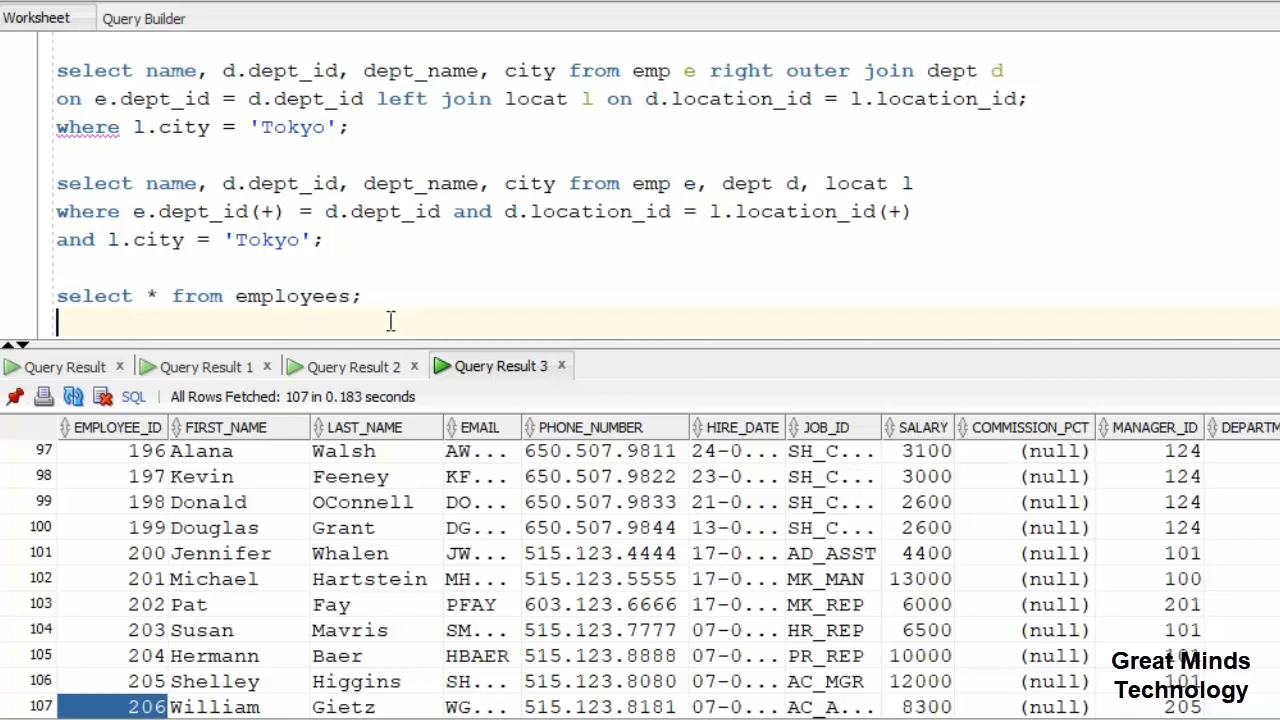 Worksheet Query Builder
select name, d.dept_id, dept_name, city from emp e right outer join dept d
on e.dept_id = d.dept_id left join locat l on d.location_id = l.location_id;
where l.city = 'Tokyo';
select name, d.dept_id, dept_name, city from emp e, dept d, locat l
where e.dept_id(+) = d.dept_id and d.location_id = l.location_id(+)
and l.city = 'Tokyo';
select * from employees;
Query Result × Query Result 1 × Query Result 2 × Query Result 3 ×
SQL | All Rows Fetched: 107 in 0.183 seconds
EMPLOYEE_ID FIRST_NAME LAST_NAME EMAIL PHONE_NUMBER HIRE_DATE JOB_ID SALARY COMMISSION_PCT MANAGER_ID DEPARTM
97 196 Alana Walsh AW... 650.507.9811 24-0... SH_C... 3100 (null) 124
98 197 Kevin Feeney KF... 650.507.9822 23-0... SH_C... 3000 (null) 124
99 198 Donald OConnell DO... 650.507.9833 21-0... SH_C... 2600 (null) 124
100 199 Douglas Grant DG... 650.507.9844 13-0... SH_C... 2600 (null) 124
101 200 Jennifer Whalen JW... 515.123.4444 17-0... AD_ASST 4400 (null) 101
102 201 Michael Hartstein MH... 515.123.5555 17-0... MK_MAN 13000 (null) 100
103 202 Pat Fay PFAY 603.123.6666 17-0... MK_REP 6000 (null) 201
104 203 Susan Mavris SM... 515.123.7777 07-0... HR_REP 6500 (null) 101
105 204 Hermann Baer HBAER 515.123.8888 07-0... PR_REP 10000 (null) 101
106 205 Shelley Higgins SH... 515.123.8080 07-0... AC_MGR 12000 (null) 101
107 206 William Gietz WG... 515.123.8181 07-0... AC_A... 8300 (null) 205
Great Minds
Technology